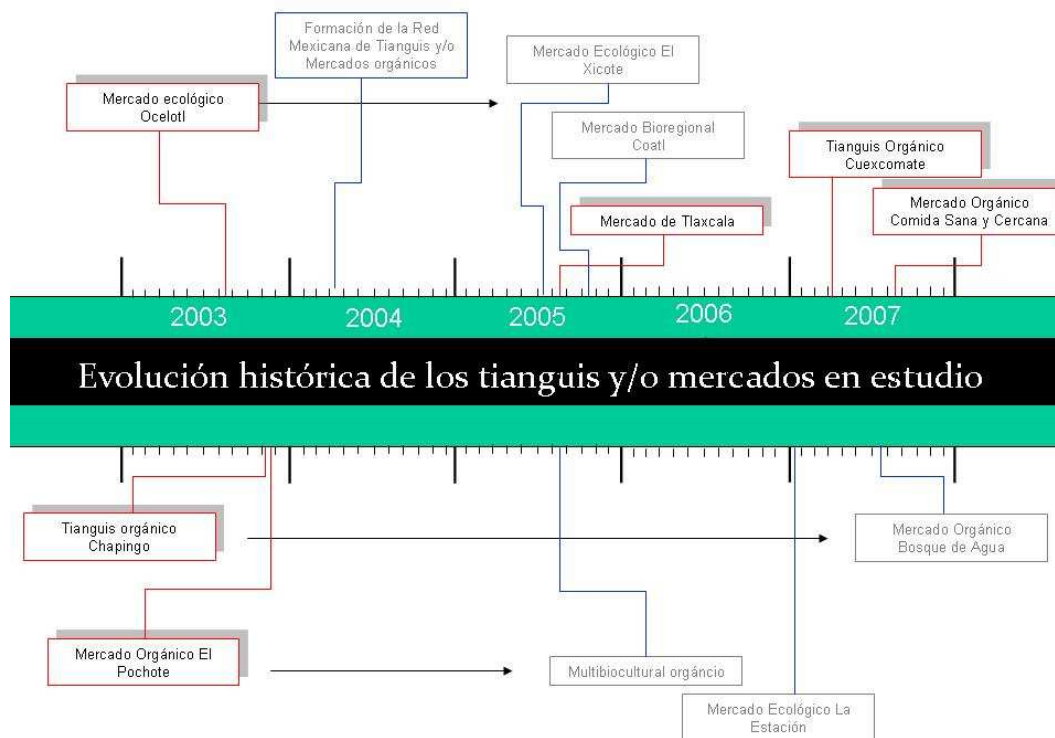 Formación de la Red
Mexicana de Tianguis y/o
Mercados orgánicos
Mercado Ecológico El
Xicote
Mercado ecológico
Ocelotl
Mercado Bioregional
Coatl
Tianguis Orgánico
Cuexcomate
Mercado de Tlaxcala
Mercado Orgánico
Comida Sana y Cercana
2003
2004
2005
2006
2007
Evolución histórica de los tianguis y/o mercados en estudio
Tianguis orgánico
Chapingo
Mercado Orgánico
Bosque de Agua
Mercado Orgánico El
Pochote
Multibiocultural orgáncio
Mercado Ecológico La
Estación